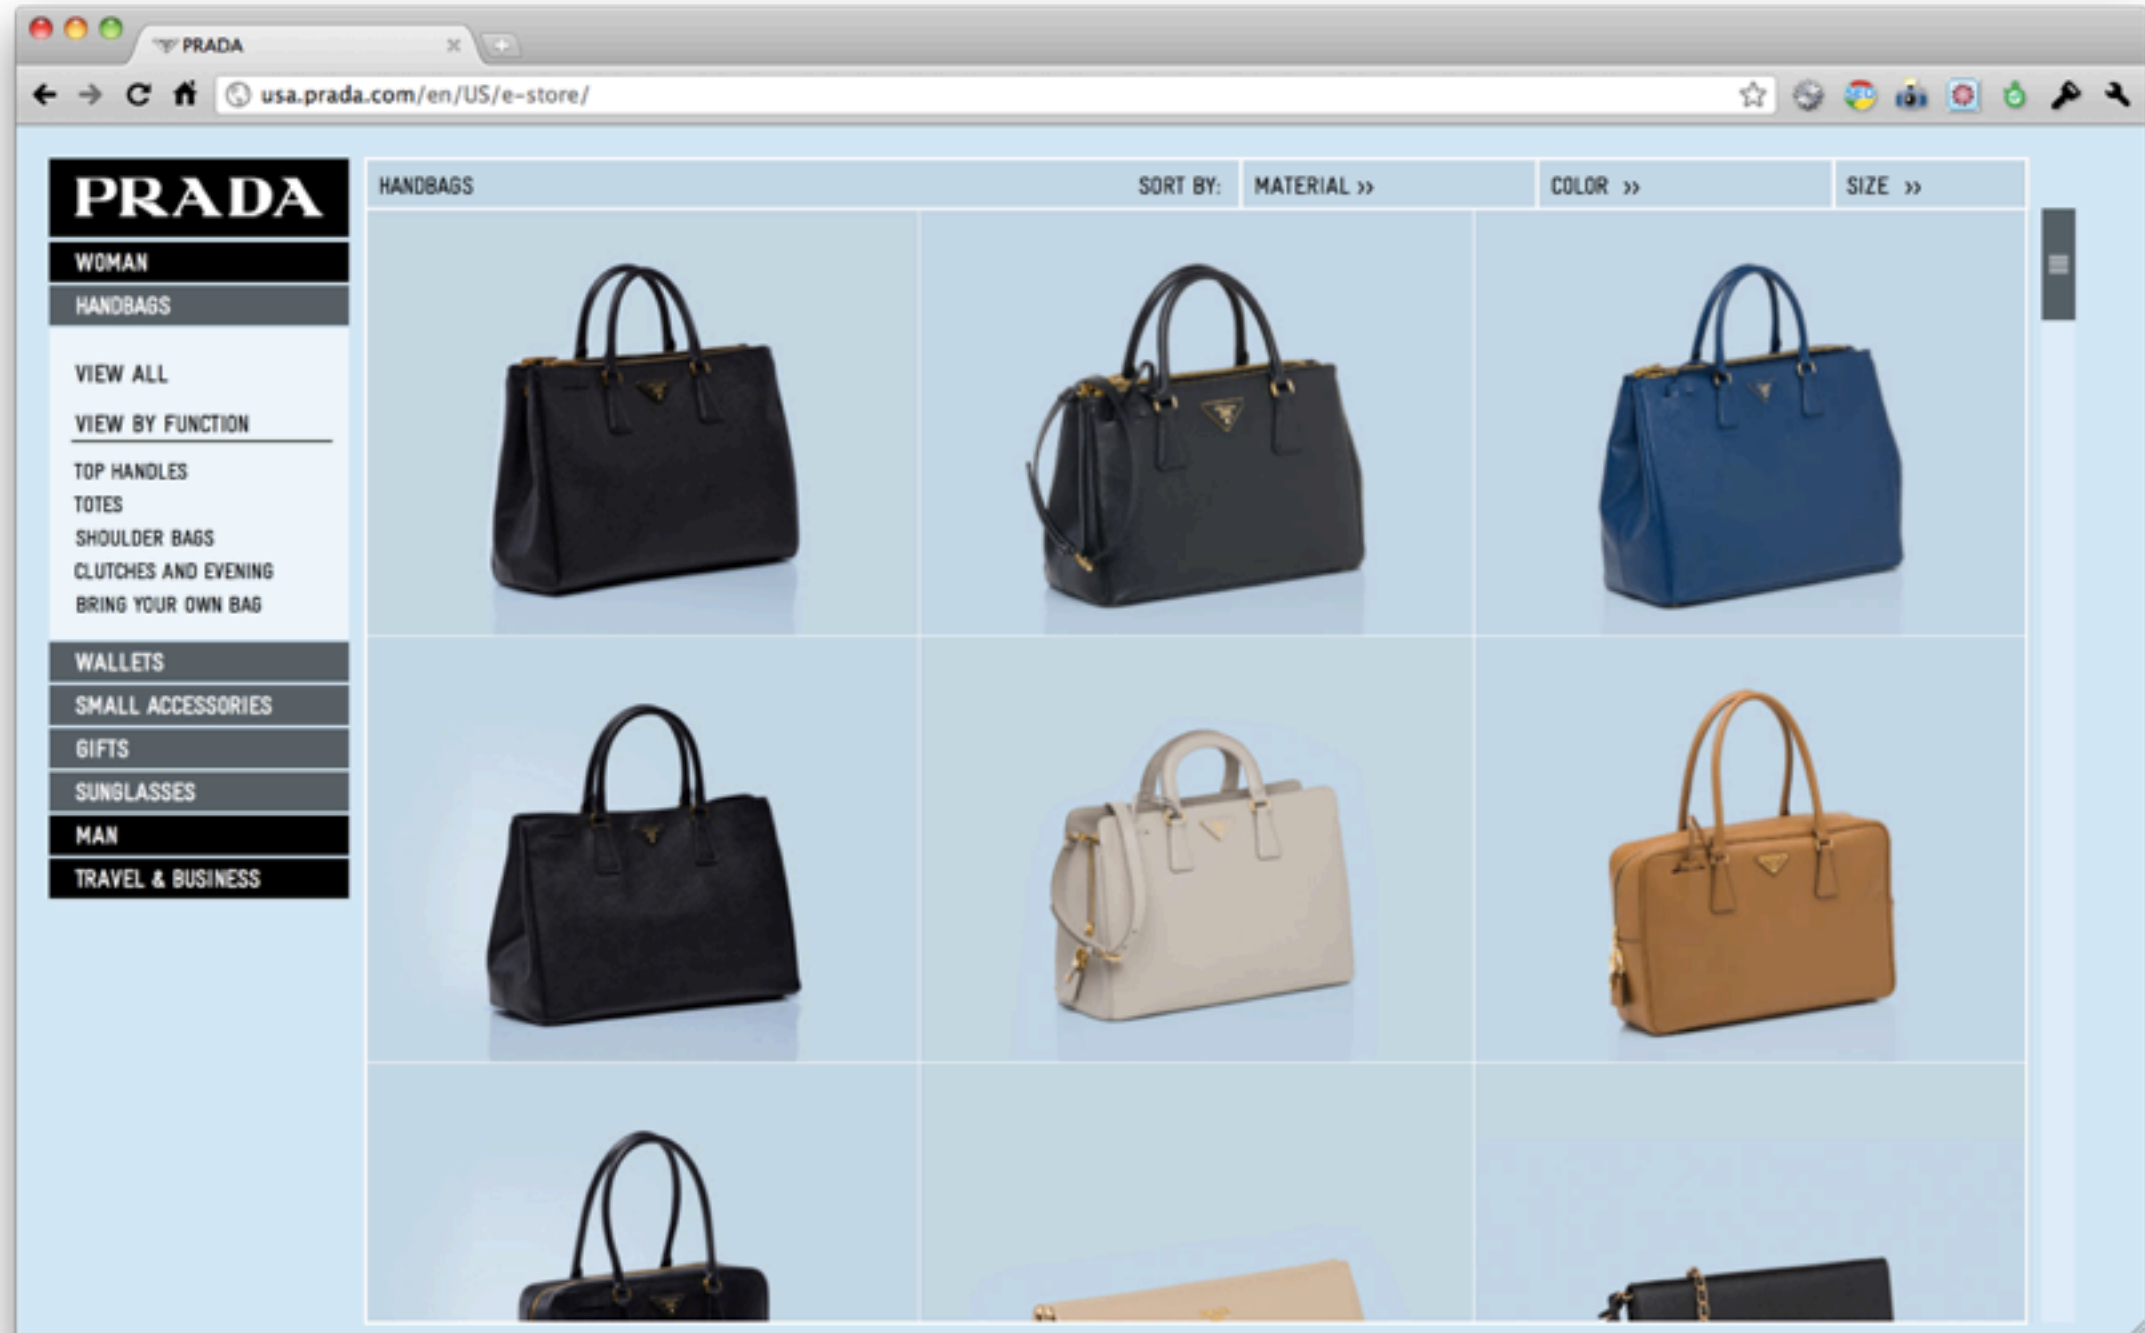 PRADA
usa.prada.com/en/US/e-store/
PRADA
WOMAN
HANDBAGS
VIEW ALL
VIEW BY FUNCTION
TOP HANDLES
TOTES
SHOULDER BAGS
CLUTCHES AND EVENING
BRING YOUR OWN BAG
WALLETS
SMALL ACCESSORIES
GIFTS
SUNGLASSES
MAN
TRAVEL & BUSINESS
HANDBAGS SORT BY: MATERIAL ›› COLOR ›› SIZE ››